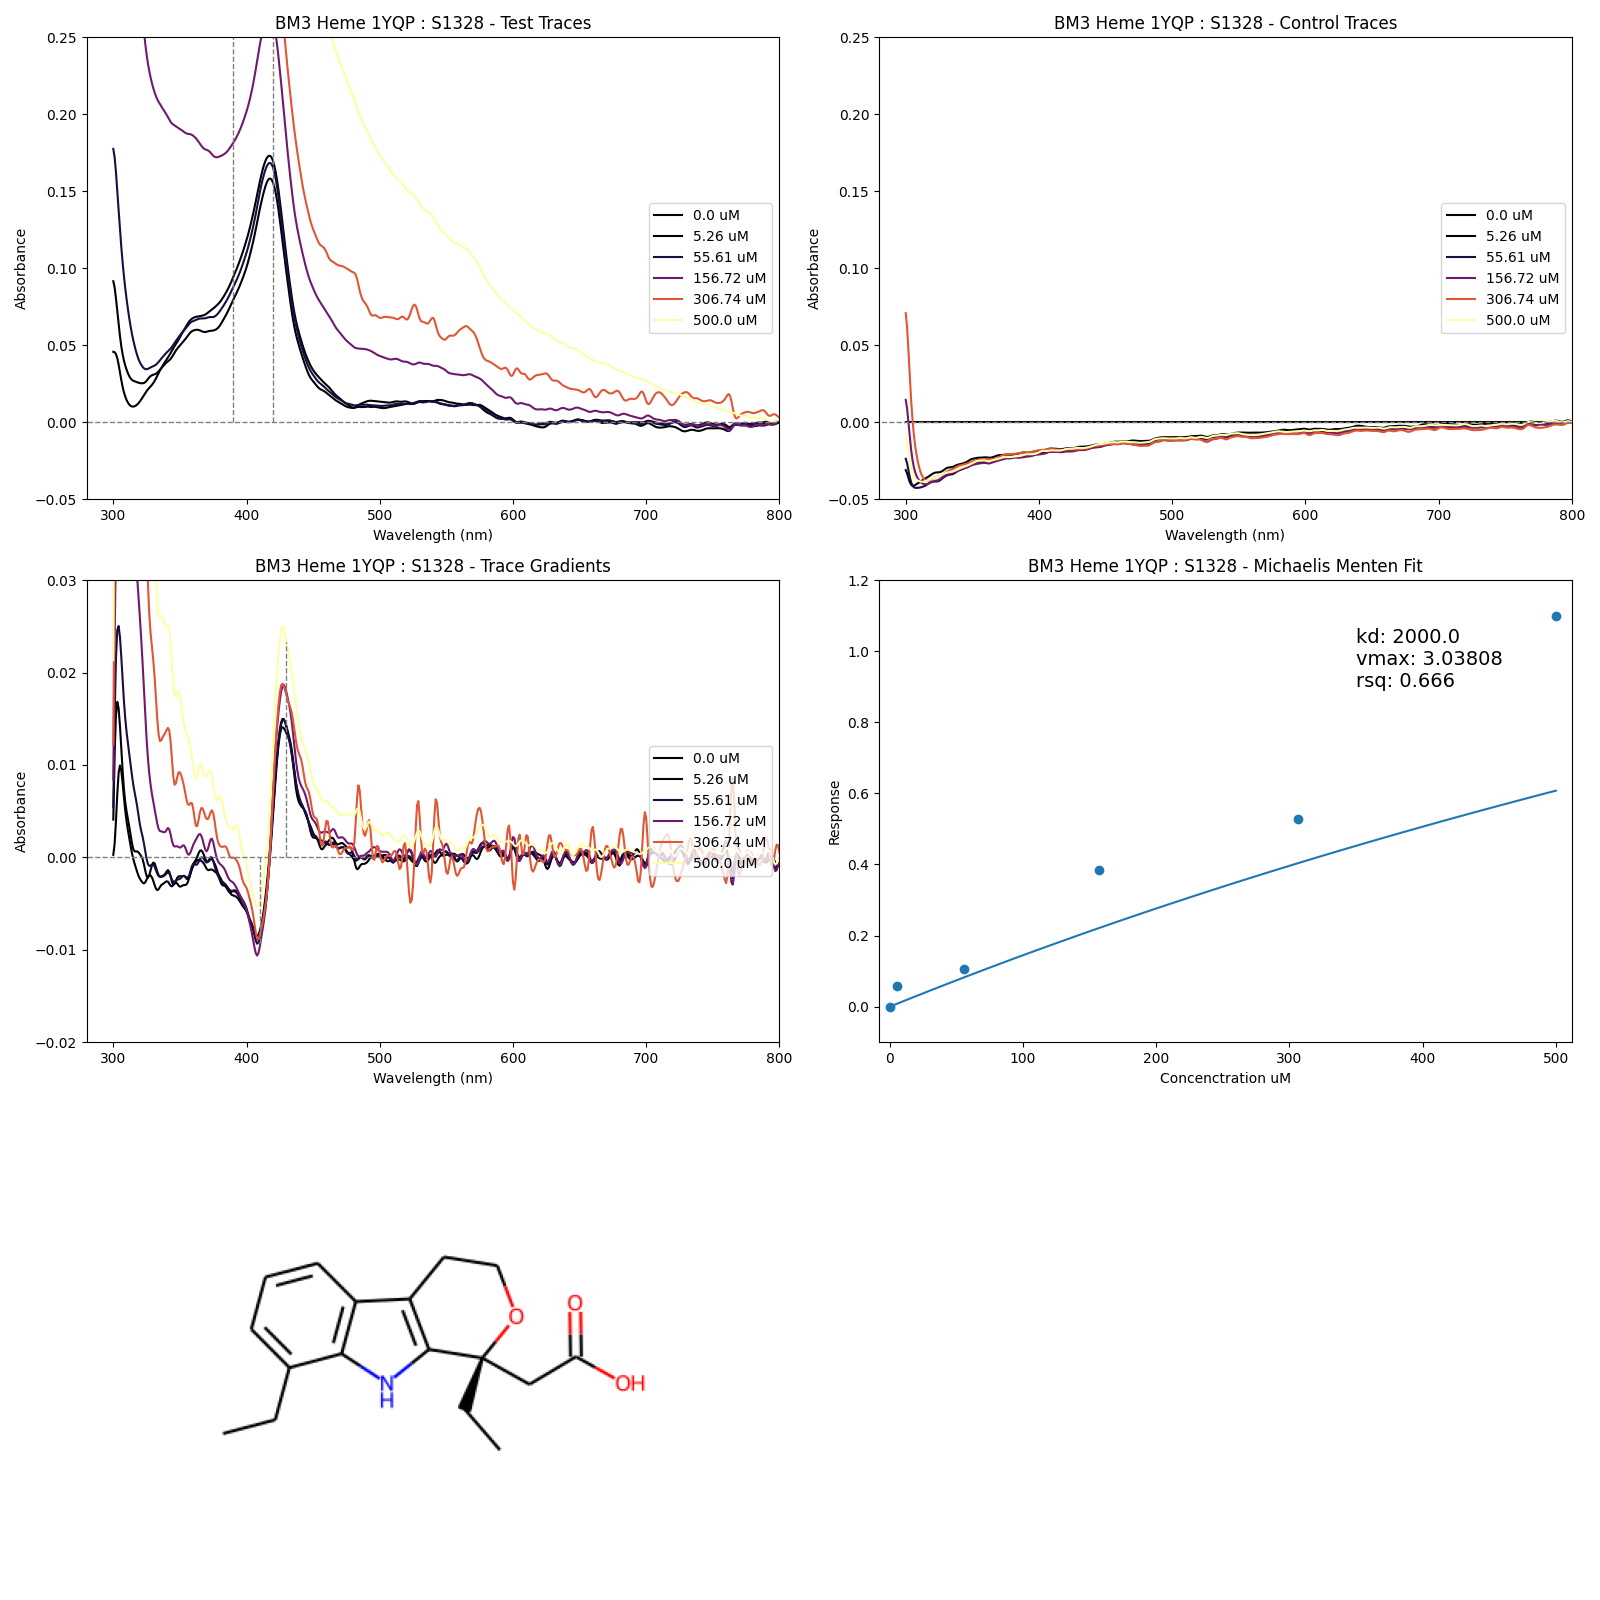 BM3 Heme 1YQP : S1328 - Test Traces
0.25
0.20
0.15
0.10
0.05
0.00
−0.05
Absorbance
300 400 500 600 700 800
Wavelength (nm)
0.0 uM
5.26 uM
55.61 uM
156.72 uM
306.74 uM
500.0 uM
BM3 Heme 1YQP : S1328 - Control Traces
0.25
0.20
0.15
0.10
0.05
0.00
−0.05
Absorbance
300 400 500 600 700 800
Wavelength (nm)
0.0 uM
5.26 uM
55.61 uM
156.72 uM
306.74 uM
500.0 uM
BM3 Heme 1YQP : S1328 - Trace Gradients
0.03
0.02
0.01
0.00
−0.01
−0.02
Absorbance
300 400 500 600 700 800
Wavelength (nm)
0.0 uM
5.26 uM
55.61 uM
156.72 uM
306.74 uM
500.0 uM
BM3 Heme 1YQP : S1328 - Michaelis Menten Fit
1.2
1.0
0.8
0.6
0.4
0.2
0.0
Response
0 100 200 300 400 500
Concenctration uM
kd: 2000.0
vmax: 3.03808
rsq: 0.666
O
O
OH
N
H